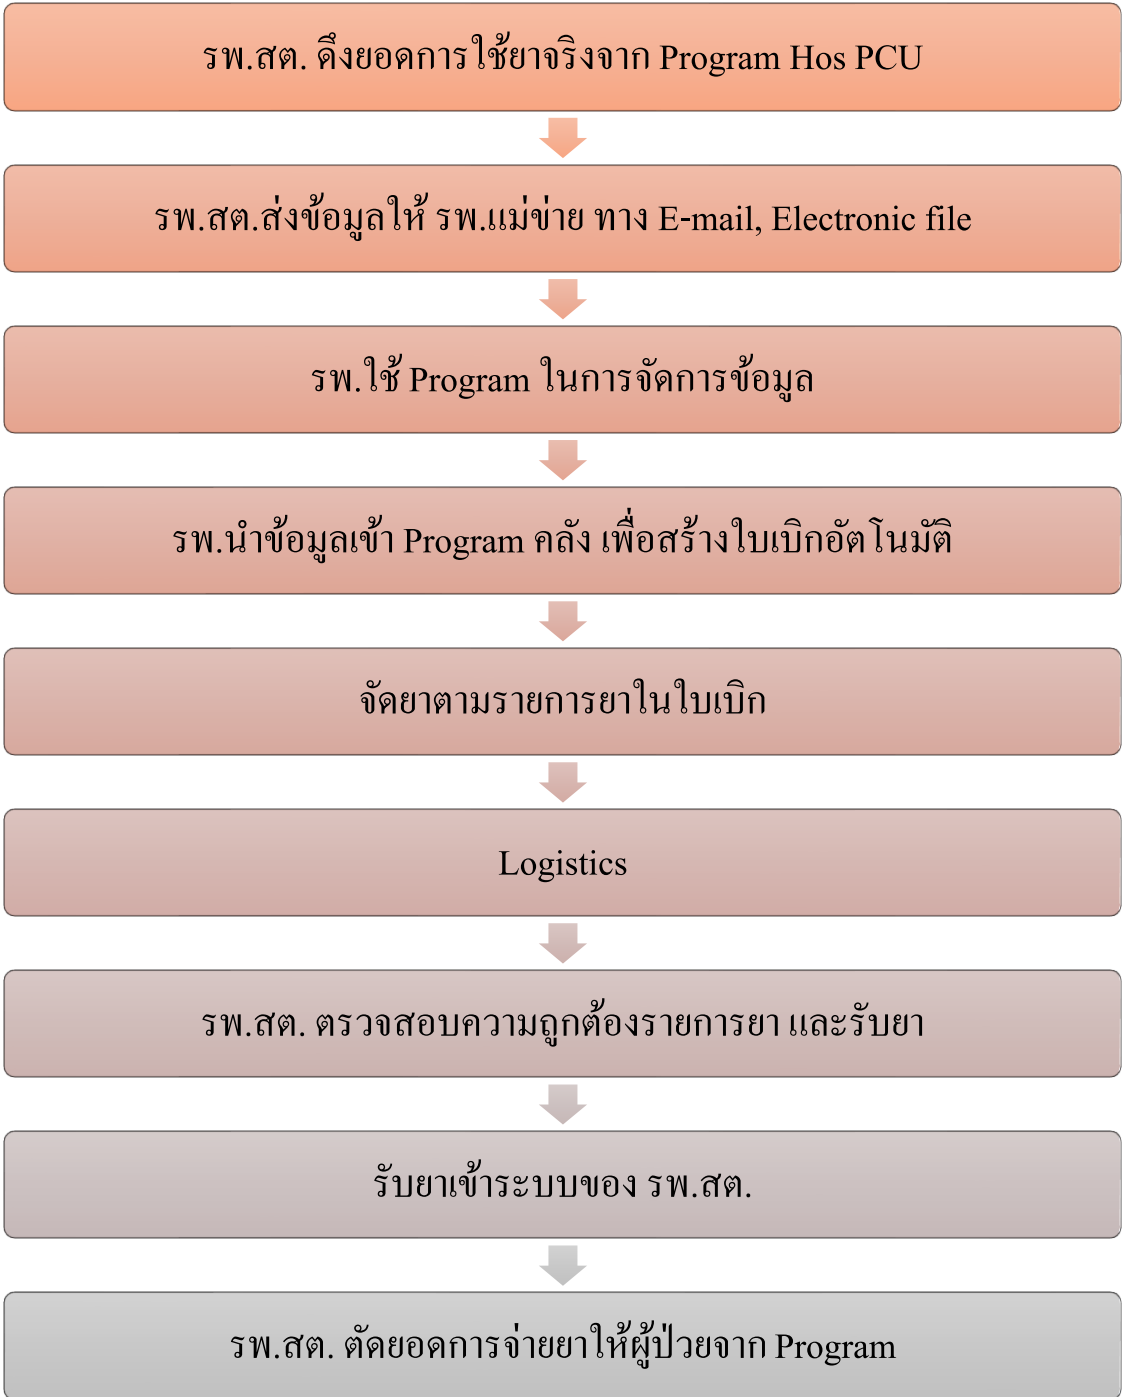 รพ.สต. ดึงยอดการใช้ยาจริงจาก Program Hos PCU
รพ.สต.ส่งข้อมูลให้ รพ.แม่ข่าย ทาง E-mail, Electronic file
รพ.ใช้ Program ในการจัดการข้อมูล
รพ.นำข้อมูลเข้า Program คลัง เพื่อสร้างใบเบิกอัตโนมัติ
จัดยาตามรายการยาในใบเบิก
Logistics
รพ.สต. ตรวจสอบความถูกต้องรายการยา และรับยา
รับยาเข้าระบบของ รพ.สต.
รพ.สต. ตัดยอดการจ่ายยาให้ผู้ป่วยจาก Program